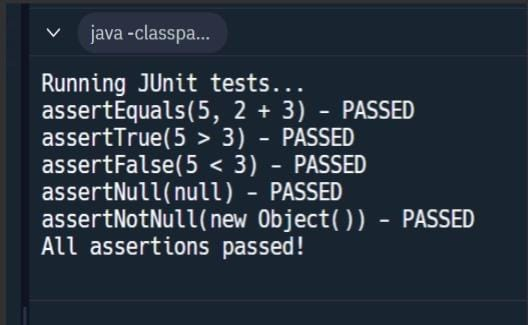 java -classpa...
Running JUnit tests...
assertEquals(5, 2 + 3) – PASSED
assertTrue(5 > 3) – PASSED
assertFalse(5 < 3) – PASSED
assertNull(null) – PASSED
assertNotNull(new Object()) – PASSED
All assertions passed!